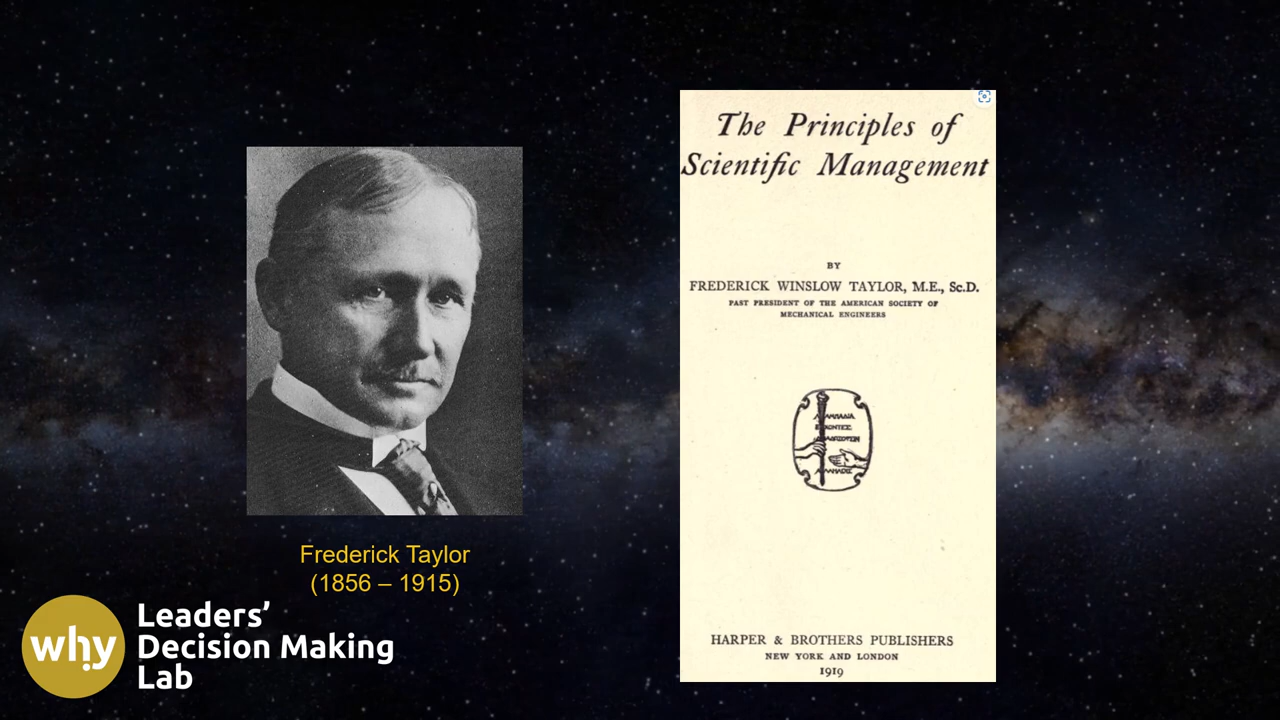 The Principles of
Scientific Management
BY
FREDERICK WINSLOW TAYLOR, M.E., Sc.D.
PAST PRESIDENT OF THE AMERICAN SOCIETY OF
MECHANICAL ENGINEERS
HARPER & BROTHERS PUBLISHERS
NEW YORK AND LONDON
1919
Frederick Taylor
(1856 – 1915)
why
Leaders’
Decision Making
Lab